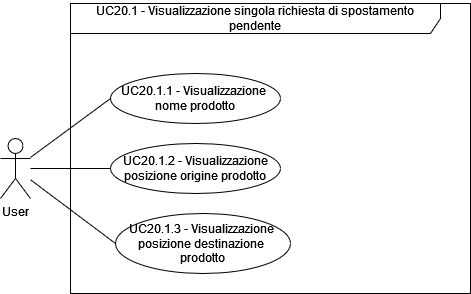 UC20.1 - Visualizzazione singola richiesta di spostamento
pendente
UC20.1.1 - Visualizzazione
nome prodotto
UC20.1.2 - Visualizzazione
posizione origine prodotto
User
UC20.1.3 - Visualizzazione
posizione destinazione
prodotto